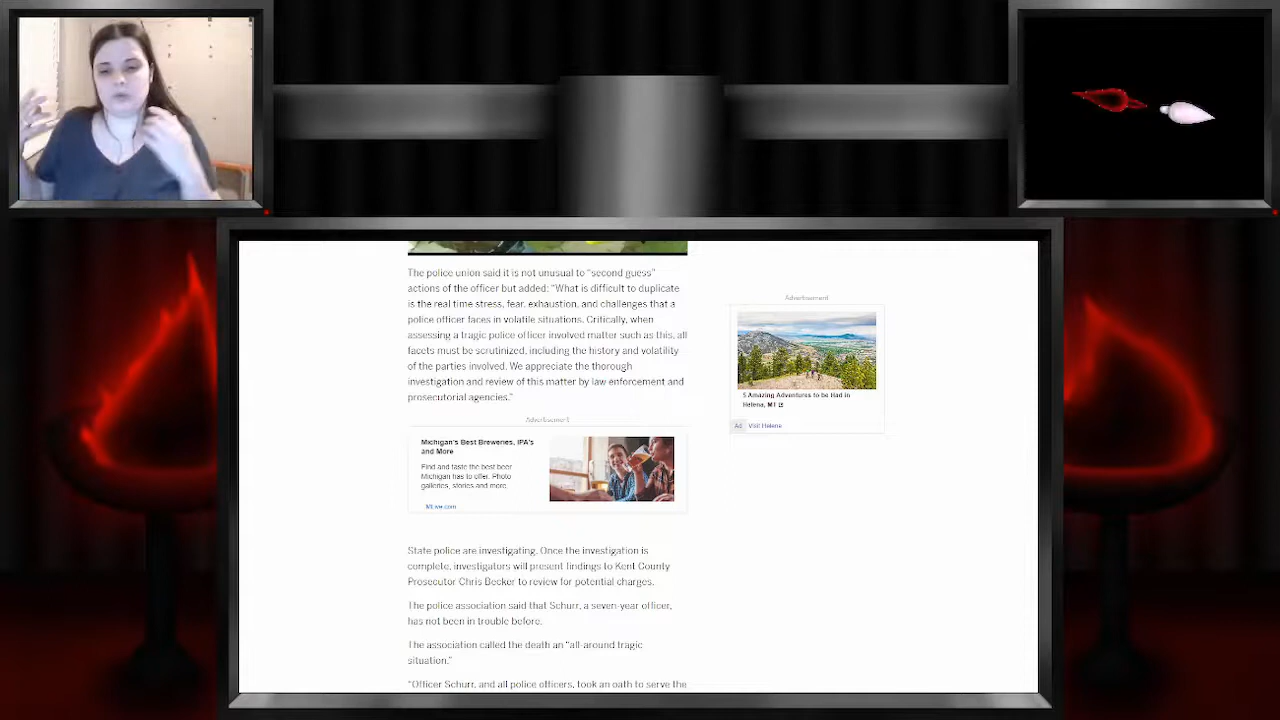 The police union said it is not unusual to "second guess"
actions of the officer but added: "What is difficult to duplicate
is the real time stress, fear, exhaustion, and challenges that a
police officer faces in volatile situations. Critically, when
assessing a tragic police officer involved matter such as this, all
facets must be scrutinized, including the history and volatility
of the parties involved. We appreciate the thorough
investigation and review of this matter by law enforcement and
prosecutorial agencies."
Advertisement
Michigan's Best Breweries, IPA's
and More
Find and taste the best beer
Michigan has to offer. Photo
galleries, stories and more.
MLive.com
State police are investigating. Once the investigation is
complete, investigators will present findings to Kent County
Prosecutor Chris Becker to review for potential charges.
The police association said that Schurr, a seven-year officer,
has not been in trouble before.
The association called the death an "all-around tragic
situation."
"Officer Schurr, and all police officers, took an oath to serve the
Advertisement
5 Amazing Adventures to be Had in
Helena, MT
Ad Visit Helena